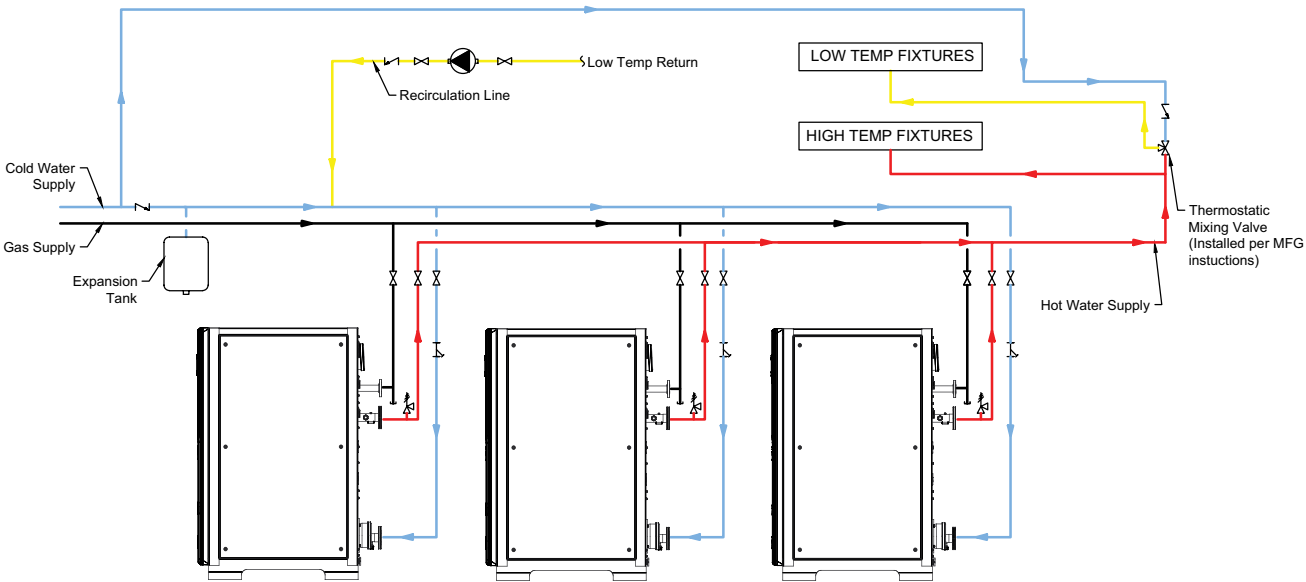 Low Temp Return
Recirculation Line
LOW TEMP FIXTURES
HIGH TEMP FIXTURES
Cold Water
Supply
Gas Supply
Expansion
Tank
Thermostatic
Mixing Valve
(Installed per MFG
instuctions)
Hot Water Supply